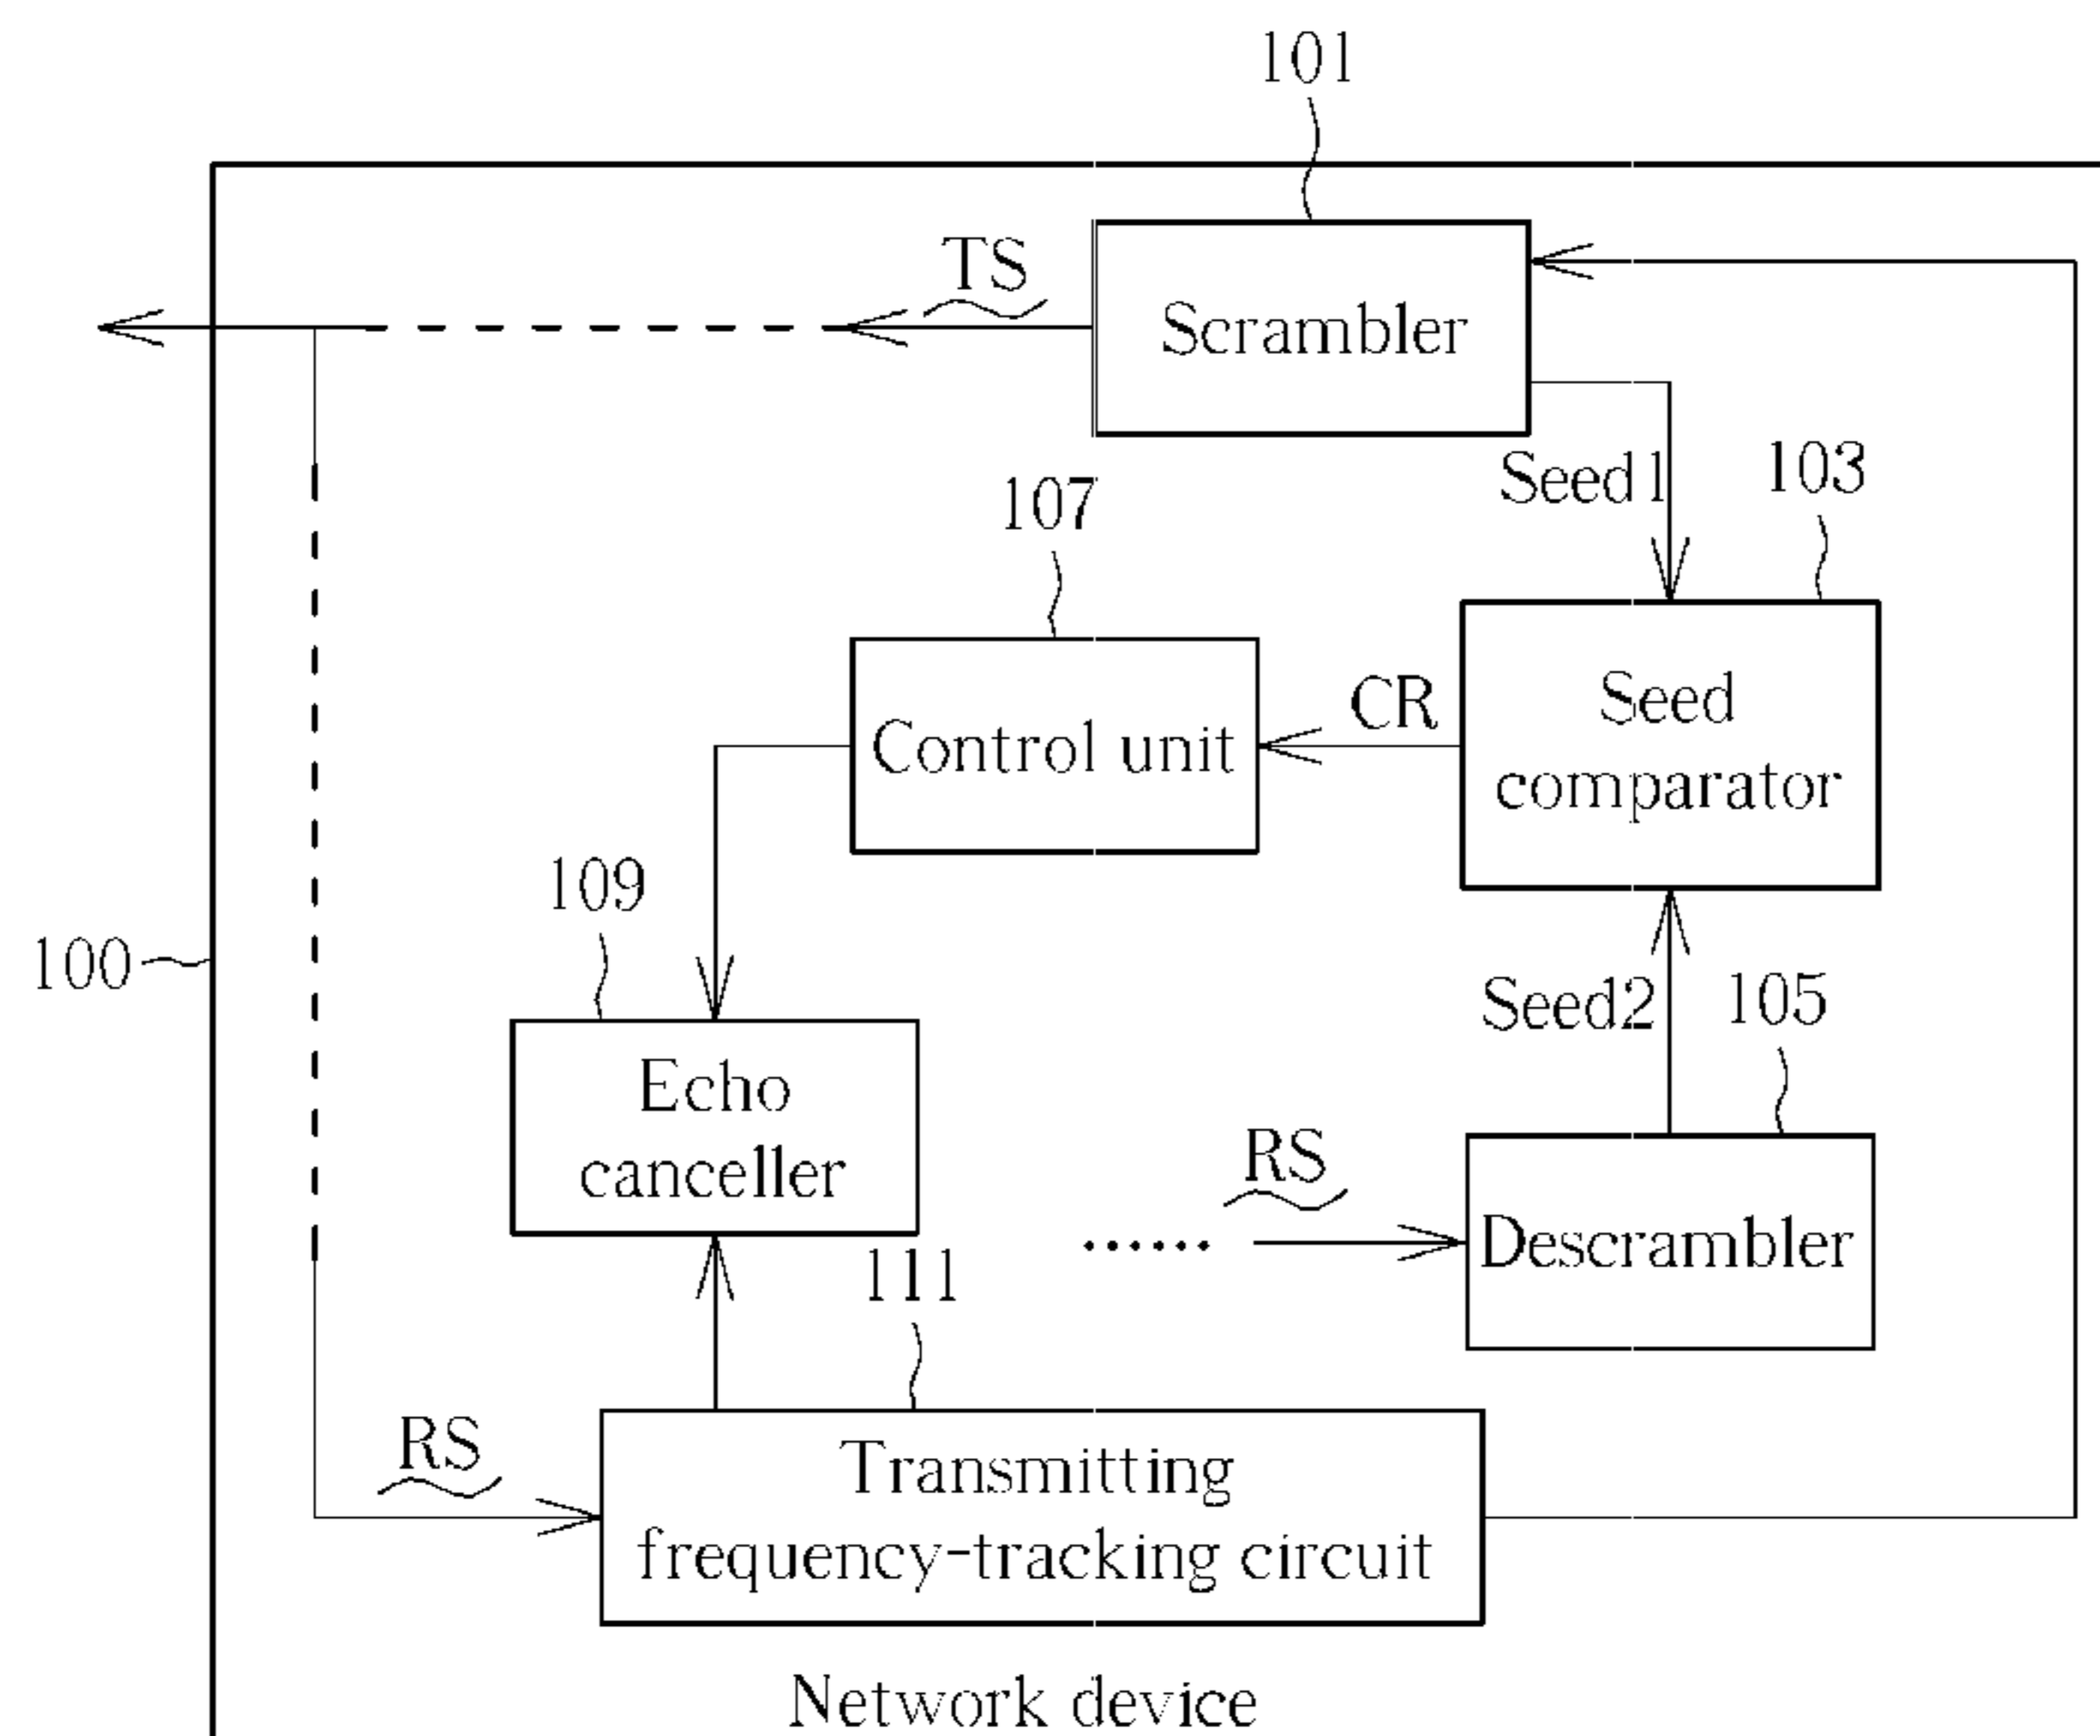 101
TS
Scrambler
Seed1
103
107
CR
Seed
comparator
Control unit
109
100
Seed2
105
Echo
canceller
RS
Descrambler
111
RS
Transmitting
frequency-tracking circuit
Network device